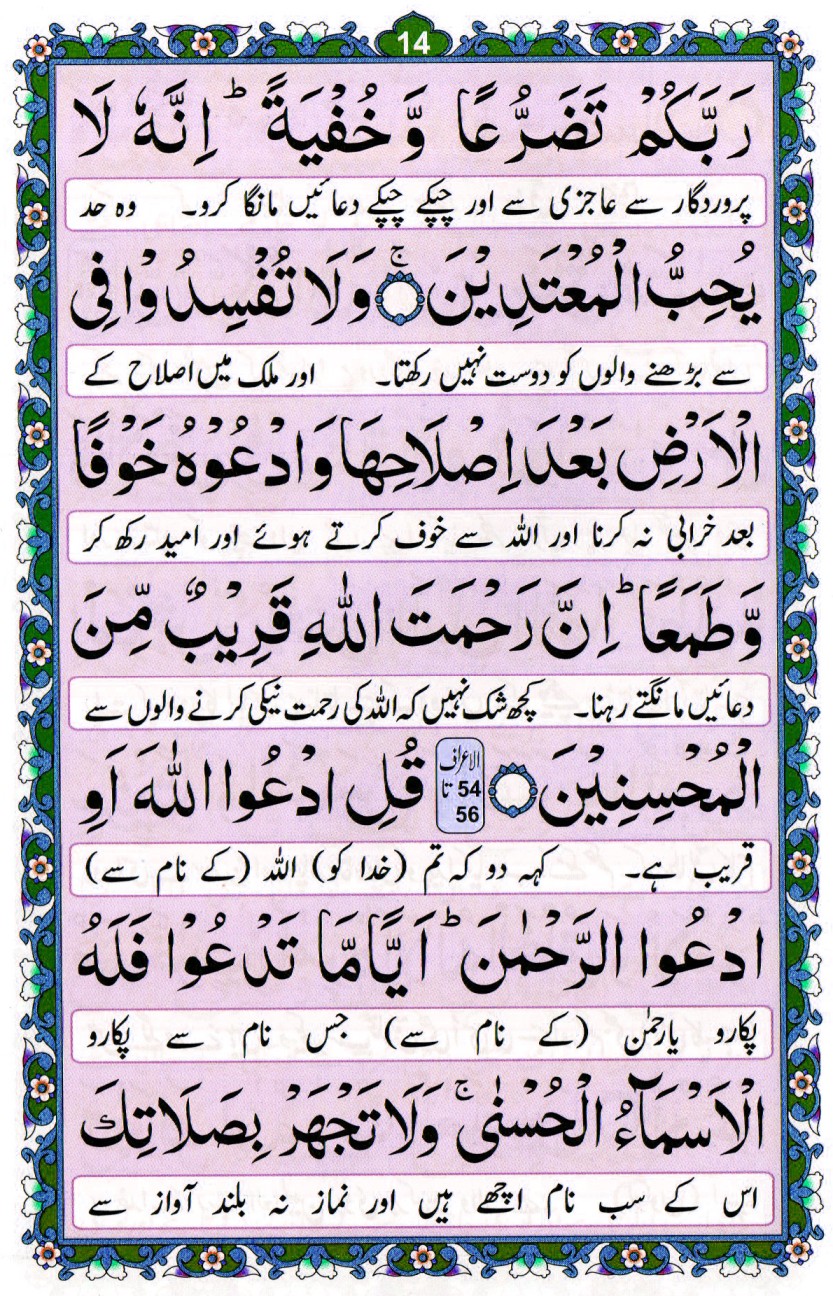 14
رَبَّكُمْ تَضَرُّعًا وَّخُفْيَةً ؕ اِنَّهٗ لَا
پروردگار سے عاجزی سے اور چپکے چپکے دعائیں مانگا کرو۔ وہ حد
يُحِبُّ الْمُعْتَدِيْنَ ۚ۝ وَلَا تُفْسِدُوْا فِى
سے بڑھنے والوں کو دوست نہیں رکھتا۔ اور ملک میں اصلاح کے
الْاَرْضِ بَعْدَ اِصْلَاحِهَا وَادْعُوْهُ خَوْفًا
بعد خرابی نہ کرنا اور اللہ سے خوف کرتے ہوئے اور امید رکھ کر
وَّطَمَعًا ؕ اِنَّ رَحْمَتَ اللّٰهِ قَرِيْبٌ مِّنَ
دعائیں مانگتے رہنا۔ کچھ شک نہیں کہ اللہ کی رحمت نیکی کرنے والوں سے
الْمُحْسِنِيْنَ ۝ الاعراف 54 تا 56 قُلِ ادْعُوا اللّٰهَ اَوِ
قریب ہے۔ کہہ دو کہ تم (خدا کو) اللہ (کے نام سے)
ادْعُوا الرَّحْمٰنَ ؕ اَيًّا مَّا تَدْعُوْا فَلَهُ
پکارو یا رحمٰن (کے نام سے) جس نام سے پکارو
الْاَسْمَآءُ الْحُسْنٰى ۚ وَلَا تَجْهَرْ بِصَلَاتِكَ
اس کے سب نام اچھے ہیں اور نماز نہ بلند آواز سے